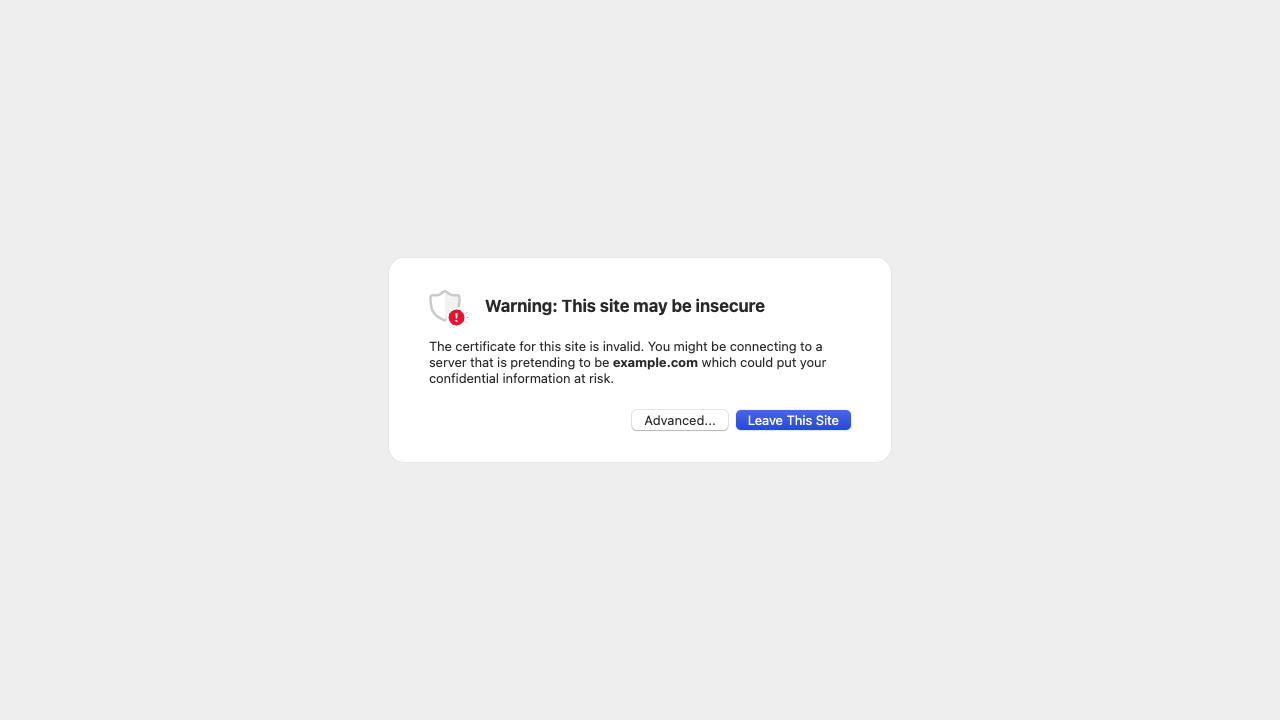 Warning: This site may be insecure
The certificate for this site is invalid. You might be connecting to a
server that is pretending to be example.com which could put your
confidential information at risk.
Advanced...
Leave This Site